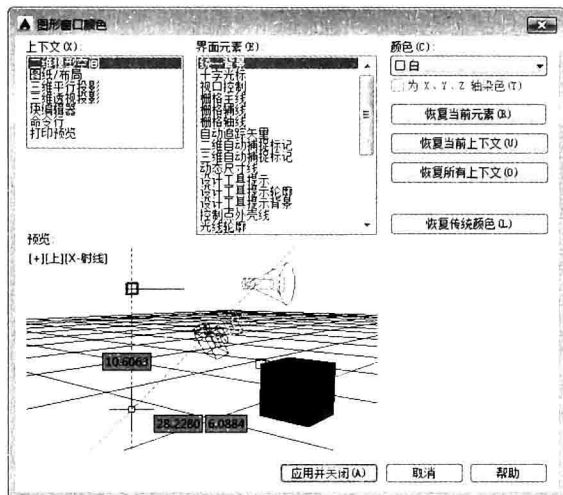 图形窗口颜色
上下文(X):
二维模型空间
图纸/布局
三维平行投影
三维透视投影
块编辑器
命令行
打印预览
界面元素(E):
统一背景
十字光标
视口控制
栅格主线
栅格辅线
栅格轴线
自动追踪矢量
二维自动捕捉标记
三维自动捕捉标记
动态尺寸线
设计工具提示
设计工具提示轮廓
设计工具提示背景
控制点外壳线
光线轮廓
颜色(C):
白
为 X、Y、Z 轴染色(T)
恢复当前元素(R)
恢复当前上下文(U)
恢复所有上下文(O)
恢复传统颜色(L)
预览:
[+][上][X-射线]
10.6063
28.2280 6.0884
应用并关闭(A) 取消 帮助